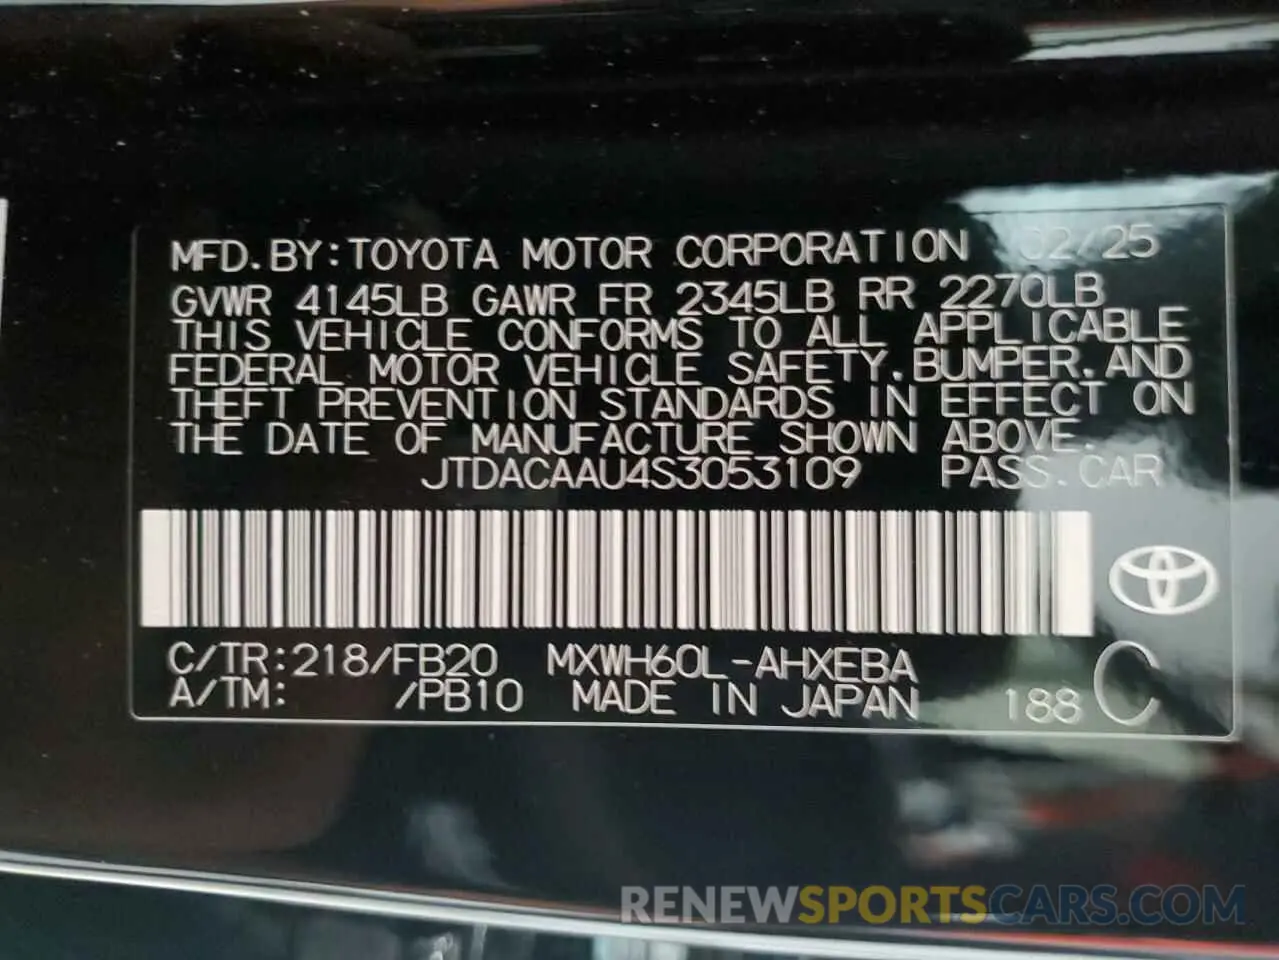 MFD.BY:TOYOTA MOTOR CORPORATION 02/25
GVWR 4145LB GAWR FR 2345LB RR 2270LB
THIS VEHICLE CONFORMS TO ALL APPLICABLE
FEDERAL MOTOR VEHICLE SAFETY,BUMPER,AND
THEFT PREVENTION STANDARDS IN EFFECT ON
THE DATE OF MANUFACTURE SHOWN ABOVE.
JTDACAAU4S3053109 PASS.CAR
C/TR:218/FB20 MXWH60L-AHXEBA
A/TM: /PB10 MADE IN JAPAN 188 C
RENEWSPORTSCARS.COM